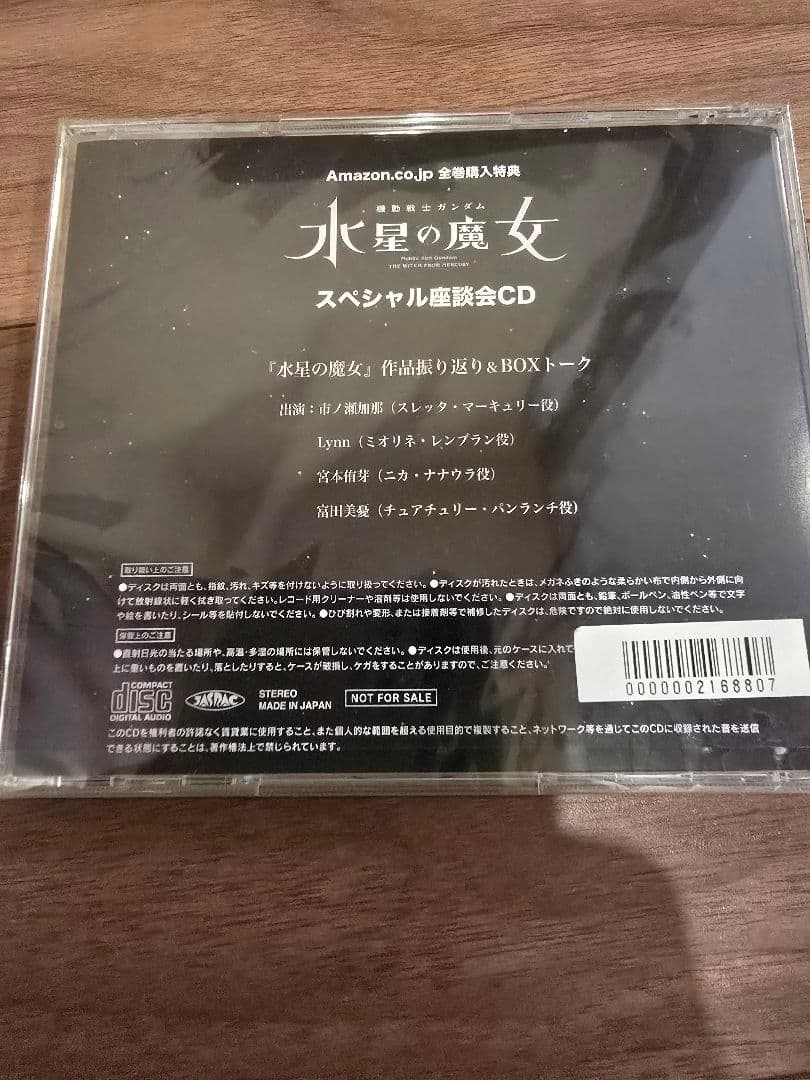 Amazon.co.jp 全巻購入特典
機動戦士ガンダム
水星の魔女
Mobile Suit Gundam
THE WITCH FROM MERCURY
スペシャル座談会CD
『水星の魔女』作品振り返り&BOXトーク
出演:市ノ瀬加那(スレッタ・マーキュリー役)
Lynn(ミオリネ・レンブラン役)
宮本侑芽(ニカ・ナナウラ役)
富田美憂(チュアチュリー・パンランチ役)
取り扱い上のご注意
●ディスクは両面とも、指紋、汚れ、キズ等を付けないように取り扱ってください。●ディスクが汚れたときは、メガネふきのような柔らかい布で内側から外側に向
けて放射線状に軽く拭き取ってください。レコード用クリーナーや溶剤等は使用しないでください。●ディスクは両面とも、鉛筆、ボールペン、油性ペン等で文字
や絵を書いたり、シール等を貼付しないでください。●ひび割れや変形、または接着剤等で補修したディスクは、危険ですので絶対に使用しないでください。
保管上のご注意
●直射日光の当たる場所や、高温・多湿の場所には保管しないでください。●ディスクは使用後、元のケースに入れて
上に重いものを置いたり、落としたりすると、ケースが破損し、ケガをすることがありますので、ご注意ください。
COMPACT
disc
DIGITAL AUDIO
JASRAC
STEREO
MADE IN JAPAN
NOT FOR SALE
0000002168807
このCDを権利者の許諾なく賃貸業に使用すること、また個人的な範囲を超える使用目的で複製すること、ネットワーク等を通じてこのCDに収録された音を送信
できる状態にすることは、著作権法上で禁じられています。